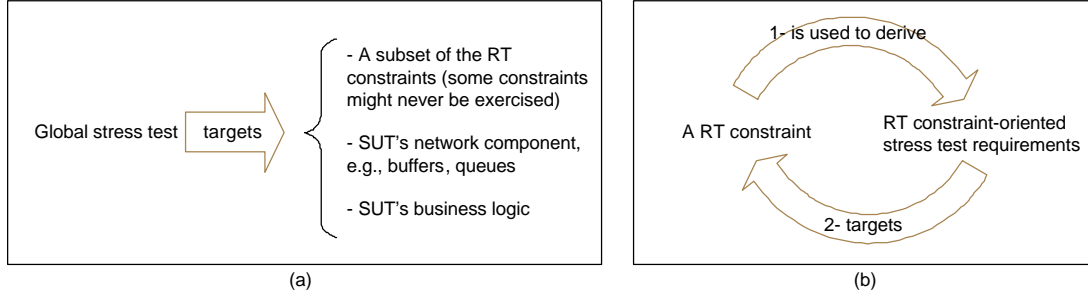 Global stress test
targets
- A subset of the RT
constraints (some constraints
might never be exercised)
- SUT's network component,
e.g., buffers, queues
- SUT's business logic
(a)
1- is used to derive
A RT constraint
RT constraint-oriented
stress test requirements
2- targets
(b)